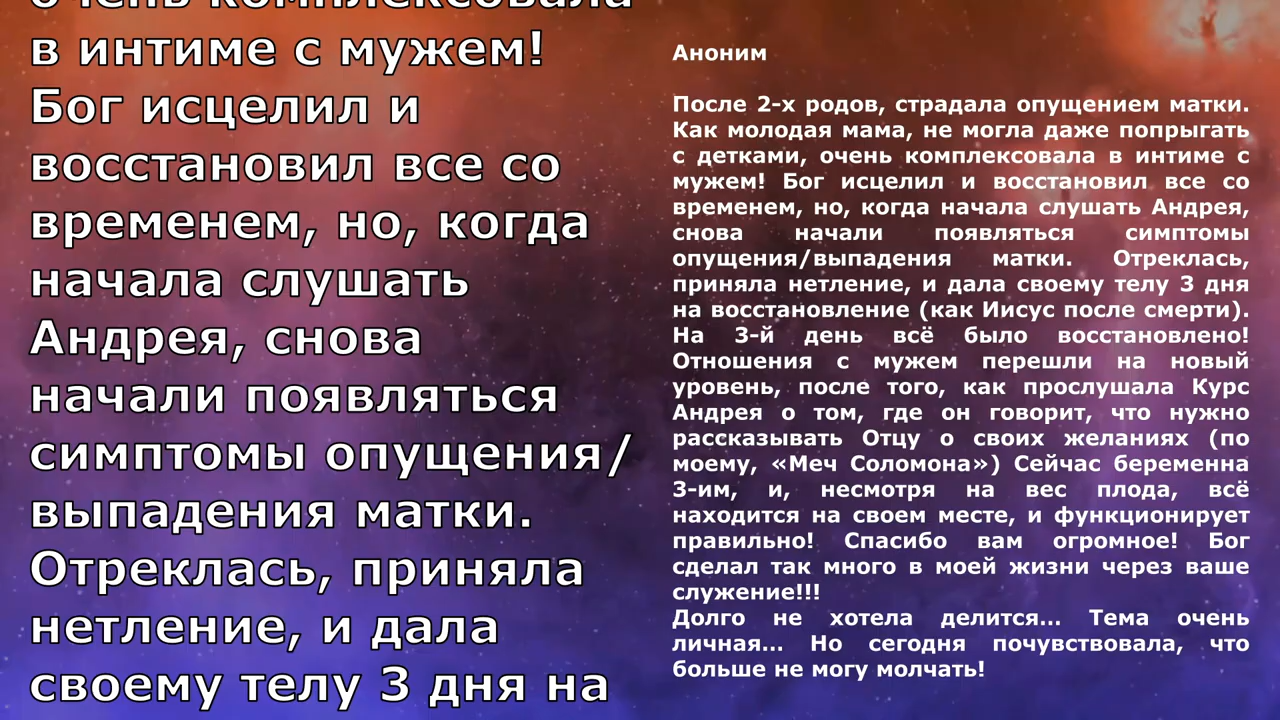 очень комплексовала
в интиме с мужем!
Бог исцелил и
восстановил все со
временем, но, когда
начала слушать
Андрея, снова
начали появляться
симптомы опущения/
выпадения матки.
Отреклась, приняла
нетление, и дала
своему телу 3 дня на
Аноним
После 2-х родов, страдала опущением матки.
Как молодая мама, не могла даже попрыгать
с детками, очень комплексовала в интиме с
мужем! Бог исцелил и восстановил все со
временем, но, когда начала слушать Андрея,
снова начали появляться симптомы
опущения/выпадения матки. Отреклась,
приняла нетление, и дала своему телу 3 дня
на восстановление (как Иисус после смерти).
На 3-й день всё было восстановлено!
Отношения с мужем перешли на новый
уровень, после того, как прослушала Курс
Андрея о том, где он говорит, что нужно
рассказывать Отцу о своих желаниях (по
моему, «Меч Соломона») Сейчас беременна
3-им, и, несмотря на вес плода, всё
находится на своем месте, и функционирует
правильно! Спасибо вам огромное! Бог
сделал так много в моей жизни через ваше
служение!!!
Долго не хотела делится... Тема очень
личная... Но сегодня почувствовала, что
больше не могу молчать!